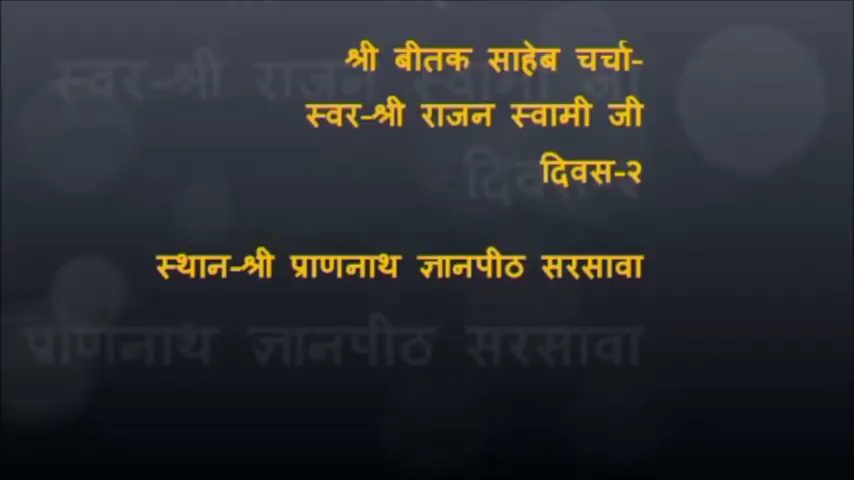 श्री बीतक साहेब चर्चा-
स्वर-श्री राजन स्वामी जी
दिवस-२
स्थान-श्री प्राणनाथ ज्ञानपीठ सरसावा